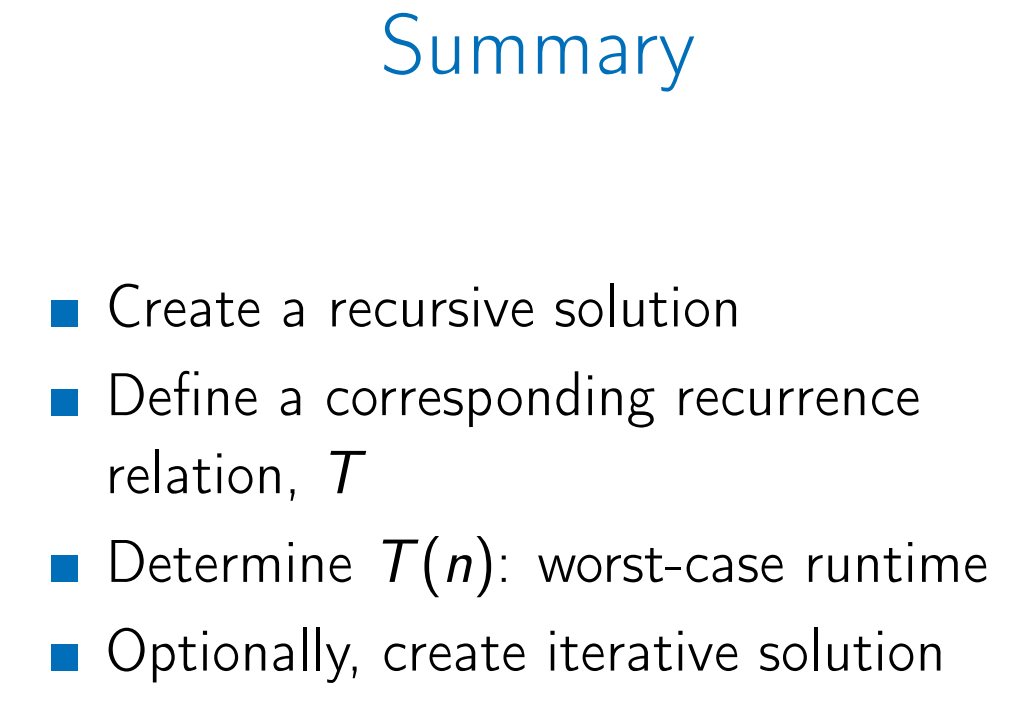 Summary
Create a recursive solution
Define a corresponding recurrence
relation, T
Determine T(n): worst-case runtime
Optionally, create iterative solution